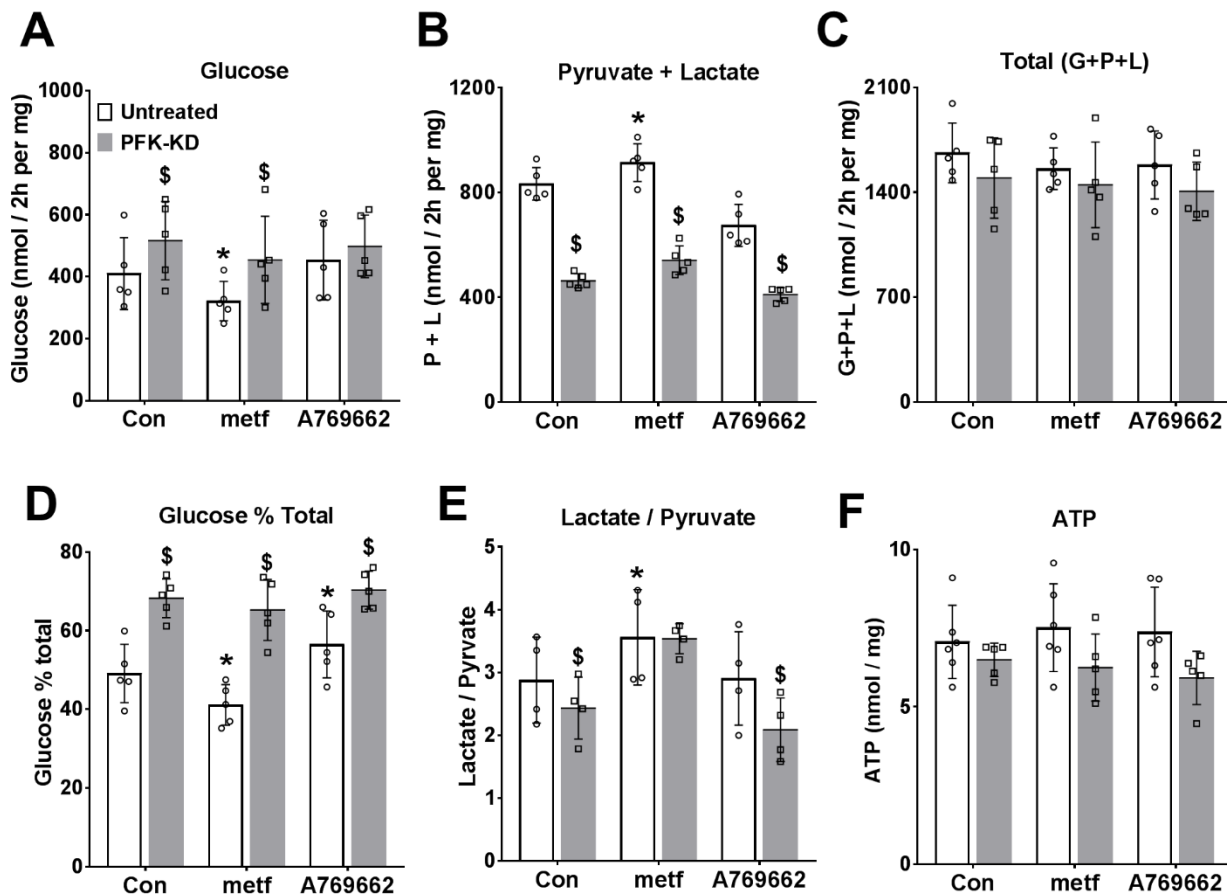 A
Glucose
Glucose (nmol / 2h per mg)
1000
800
600
400
200
0
Untreated
PFK-KD
$
*
$
Con
metf
A769662
B
Pyruvate + Lactate
P + L (nmol / 2h per mg)
1200
800
400
0
$
*
$
$
Con
metf
A769662
C
Total (G+P+L)
G+P+L (nmol / 2h per mg)
2100
1400
700
0
Con
metf
A769662
D
Glucose % Total
Glucose % total
80
60
40
20
0
$
*
$
*
$
Con
metf
A769662
E
Lactate / Pyruvate
Lactate / Pyrvate
5
4
3
2
1
0
$
*
$
Con
metf
A769662
F
ATP
ATP (nmol / mg)
10
5
0
Con
metf
A769662